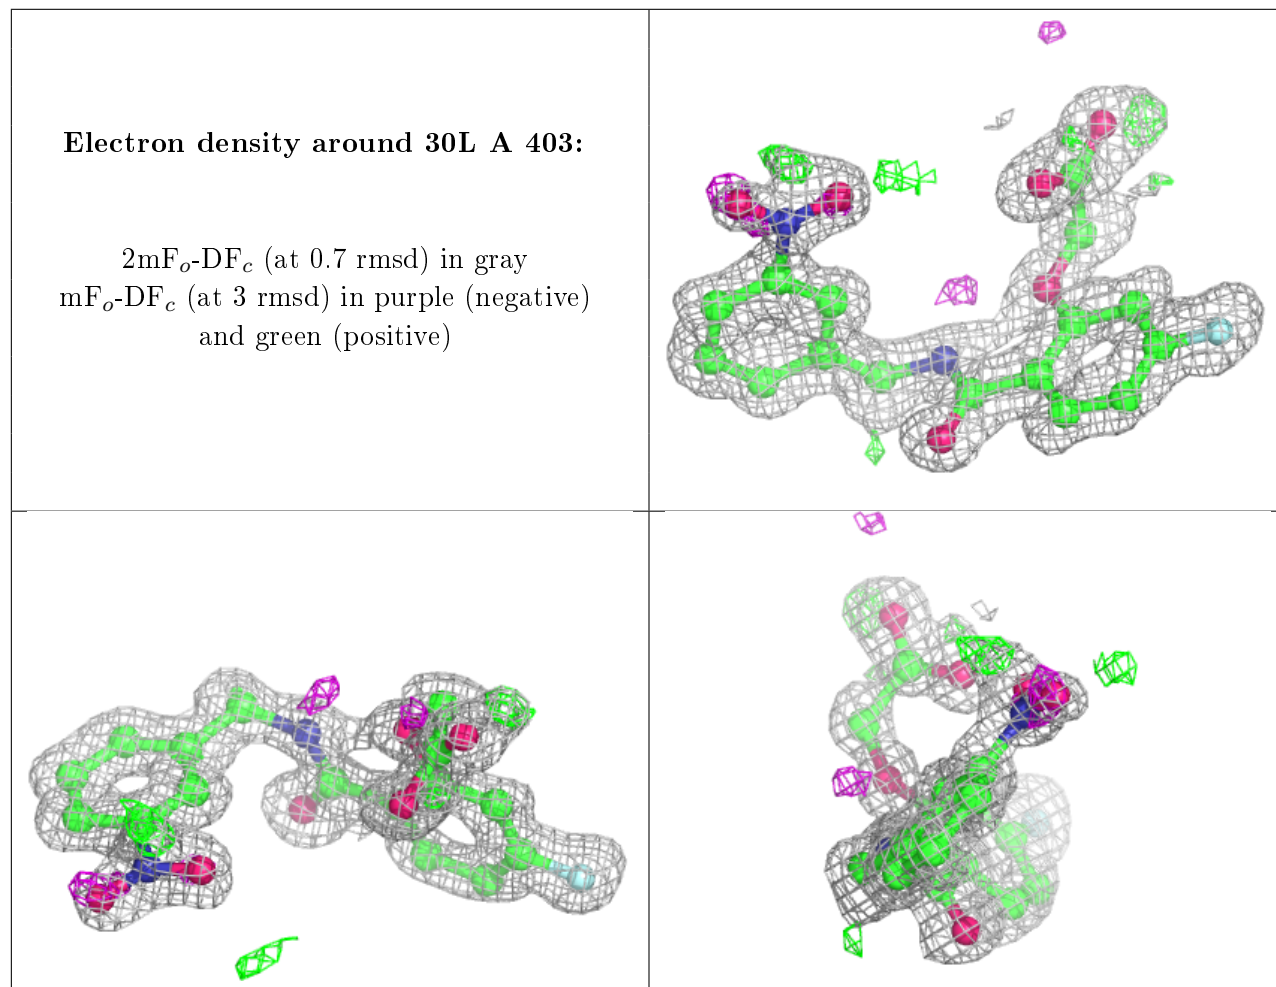 Electron density around 30L A 403:
2mFo-DFc (at 0.7 rmsd) in gray
mFo-DFc (at 3 rmsd) in purple (negative)
and green (positive)